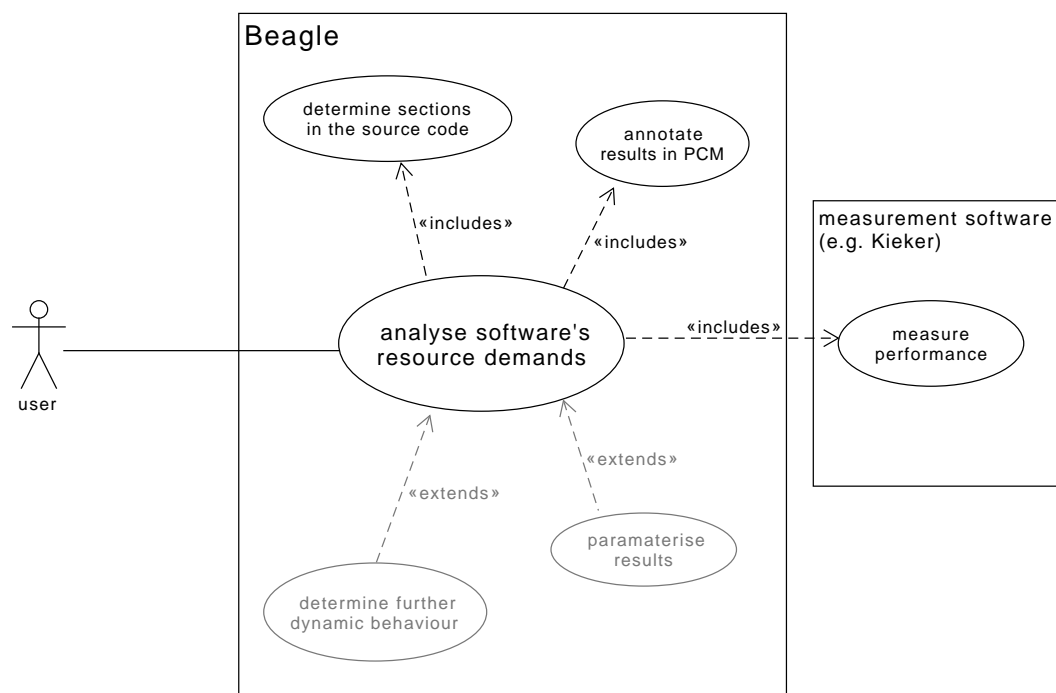 Beagle
determine sections
in the source code
annotate
results in PCM
«includes»
«includes»
measurement software
(e.g. Kieker)
analyse software's
resource demands
«includes»
measure
performance
user
«extends»
«extends»
paramaterise
results
determine further
dynamic behaviour